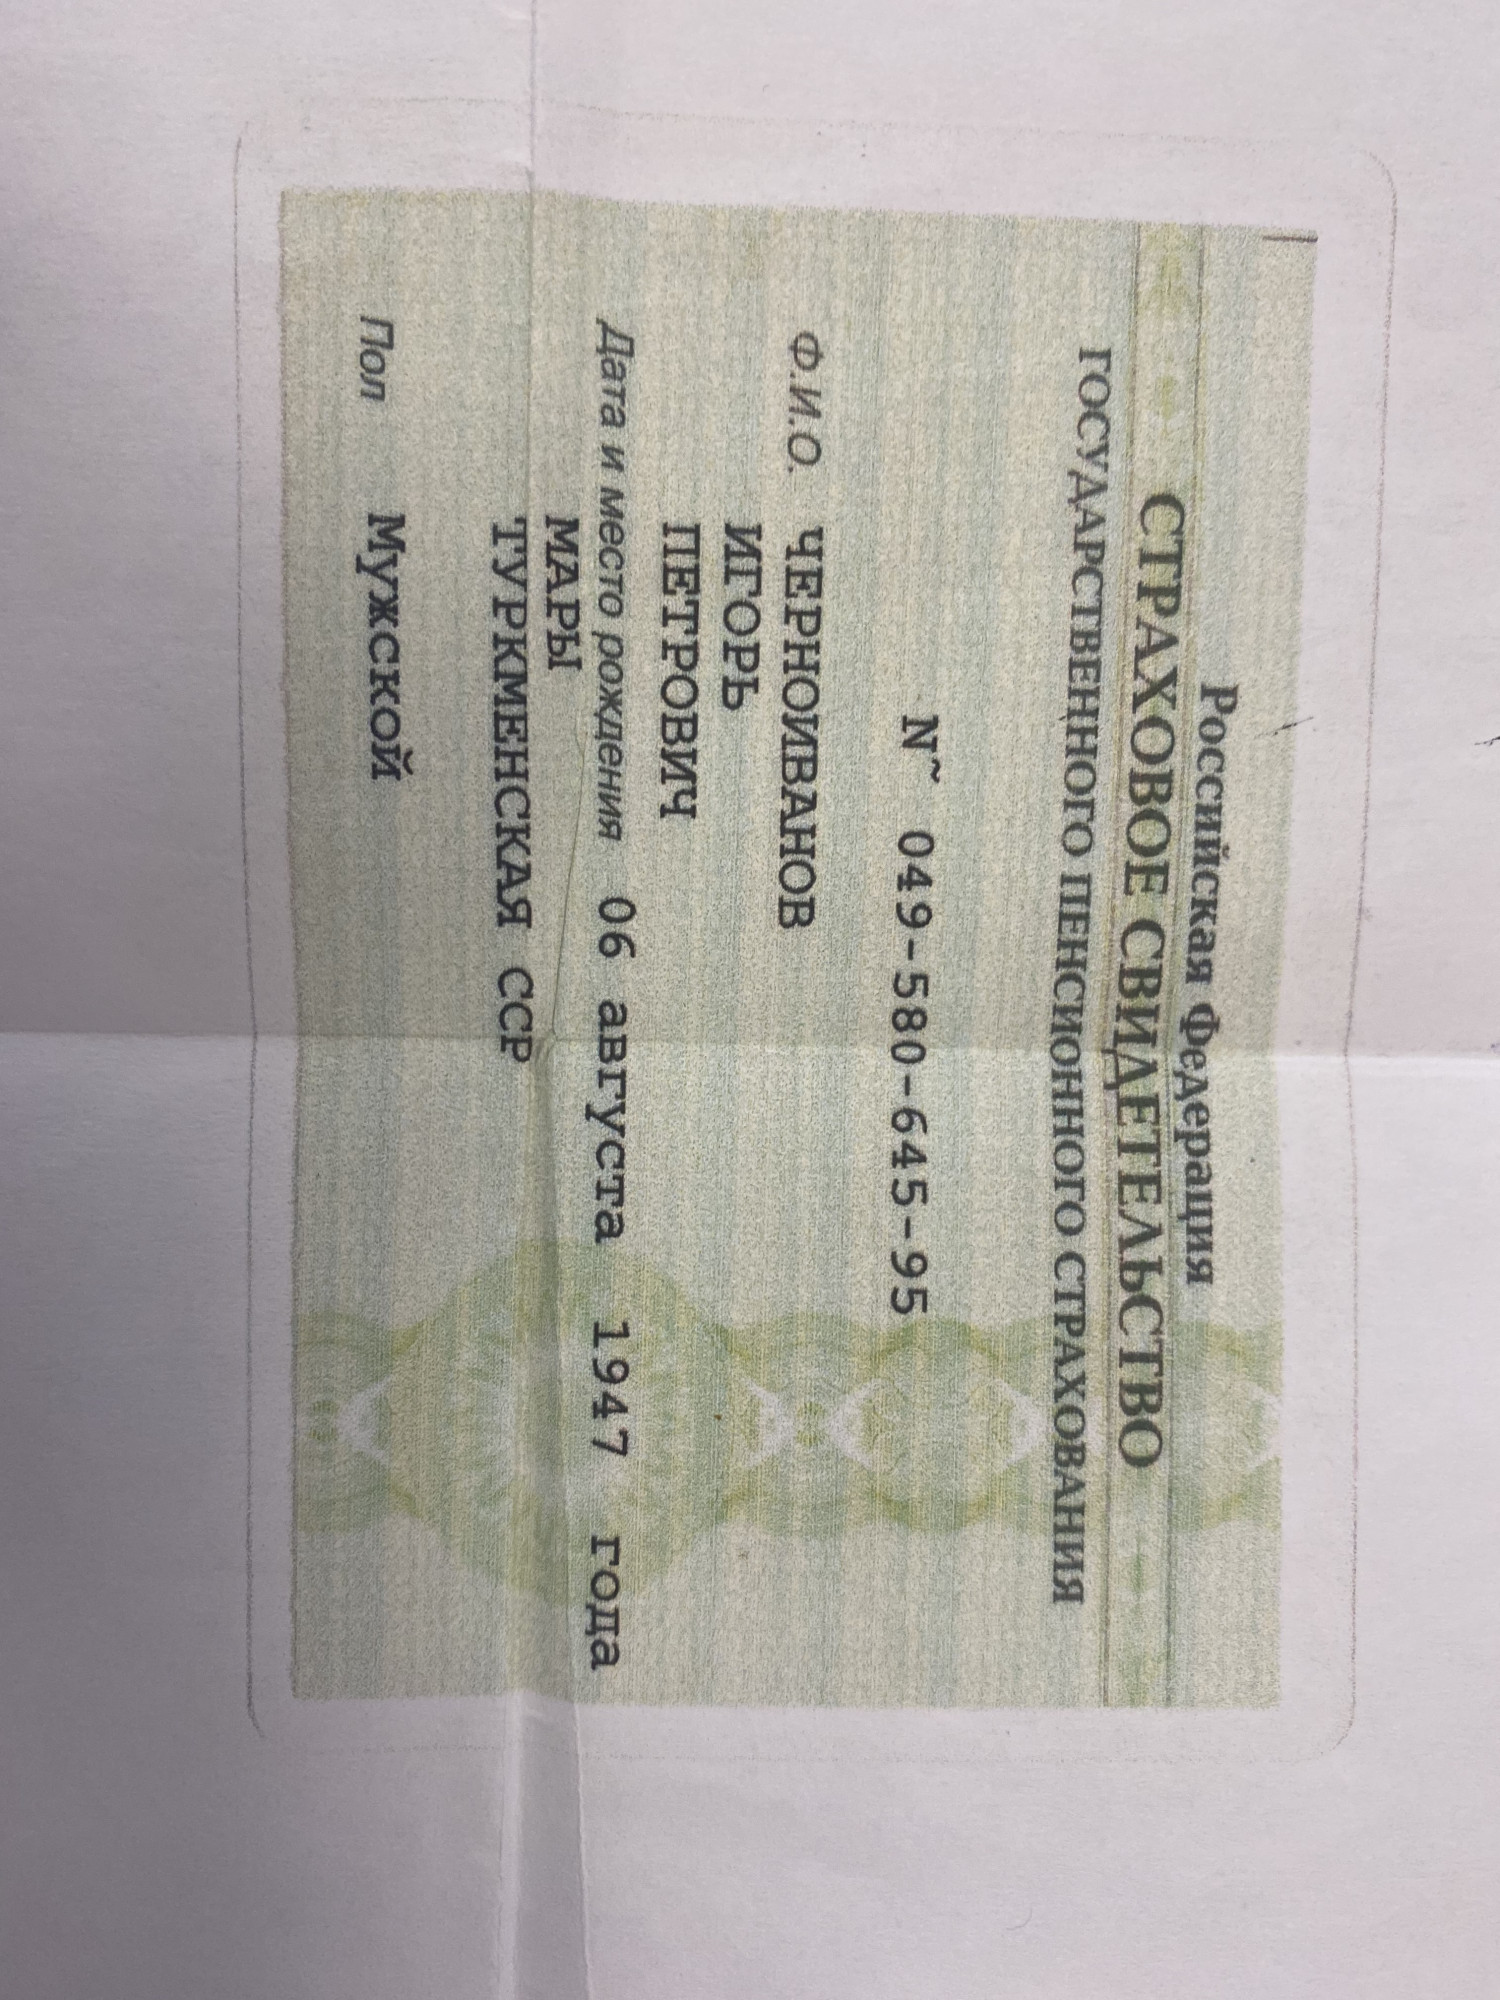 Российская Федерация
СТРАХОВОЕ СВИДЕТЕЛЬСТВО
ГОСУДАРСТВЕННОГО ПЕНСИОННОГО СТРАХОВАНИЯ
N~ 049-580-645-95
Ф.И.О. ЧЕРНОИВАНОВ
ИГОРЬ
ПЕТРОВИЧ
Дата и место рождения 06 августа 1947 года
МАРЫ
ТУРКМЕНСКАЯ ССР
Пол Мужской